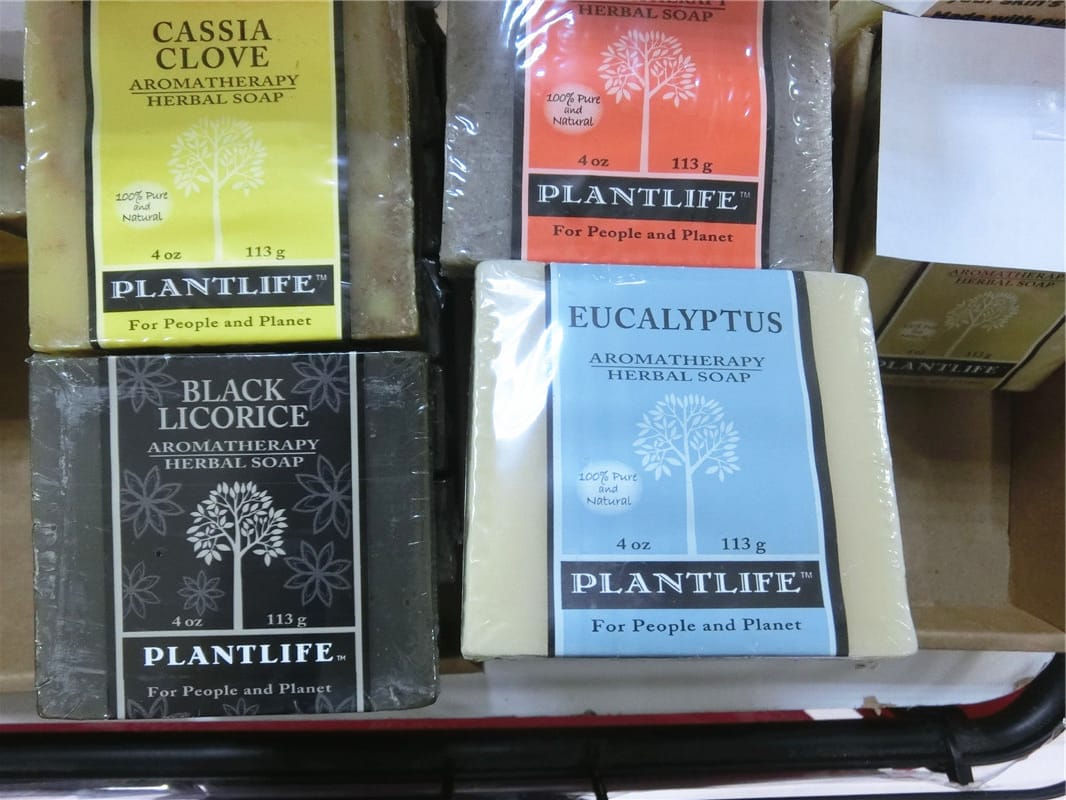 CASSIA
CLOVE
AROMATHERAPY
HERBAL SOAP
100% Pure
and
Natural
4 oz 113 g
PLANTLIFE™
For People and Planet
HERBAL SOAP
100% Pure
and
Natural
4 oz 113 g
PLANTLIFE™
For People and Planet
Made with
AROMATHERAPY
HERBAL SOAP
113 g
PLANTLIFE
BLACK
LICORICE
AROMATHERAPY
HERBAL SOAP
4 oz 113 g
PLANTLIFE™
For People and Planet
EUCALYPTUS
AROMATHERAPY
HERBAL SOAP
100% Pure
and
Natural
4 oz 113 g
PLANTLIFE™
For People and Planet